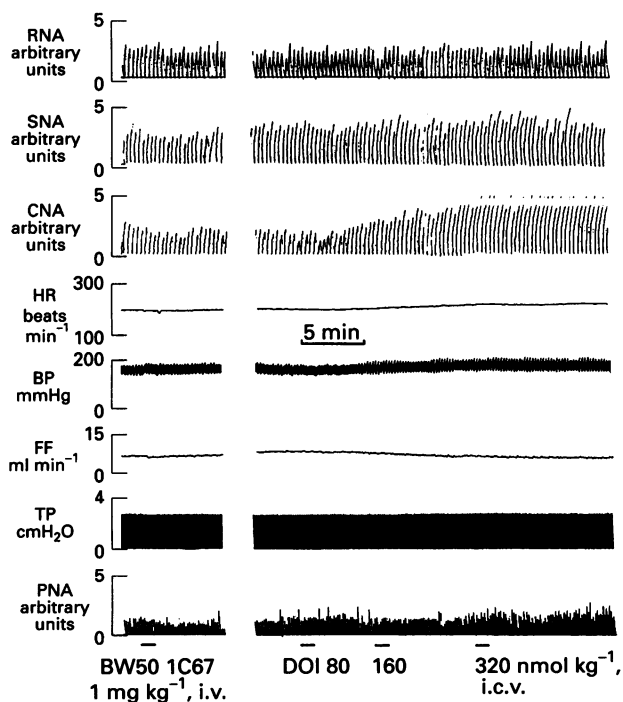 RNA
arbitrary
units
5
0
SNA
arbitrary
units
5
0
CNA
arbitrary
units
5
0
HR
beats
min⁻¹
300
100
5 min
BP
mmHg
200
0
FF
ml min⁻¹
15
0
TP
cmH₂O
4
0
PNA
arbitrary
units
5
0
BW50 1C67
1 mg kg⁻¹, i.v.
DOI 80 160 320 nmol kg⁻¹,
i.c.v.